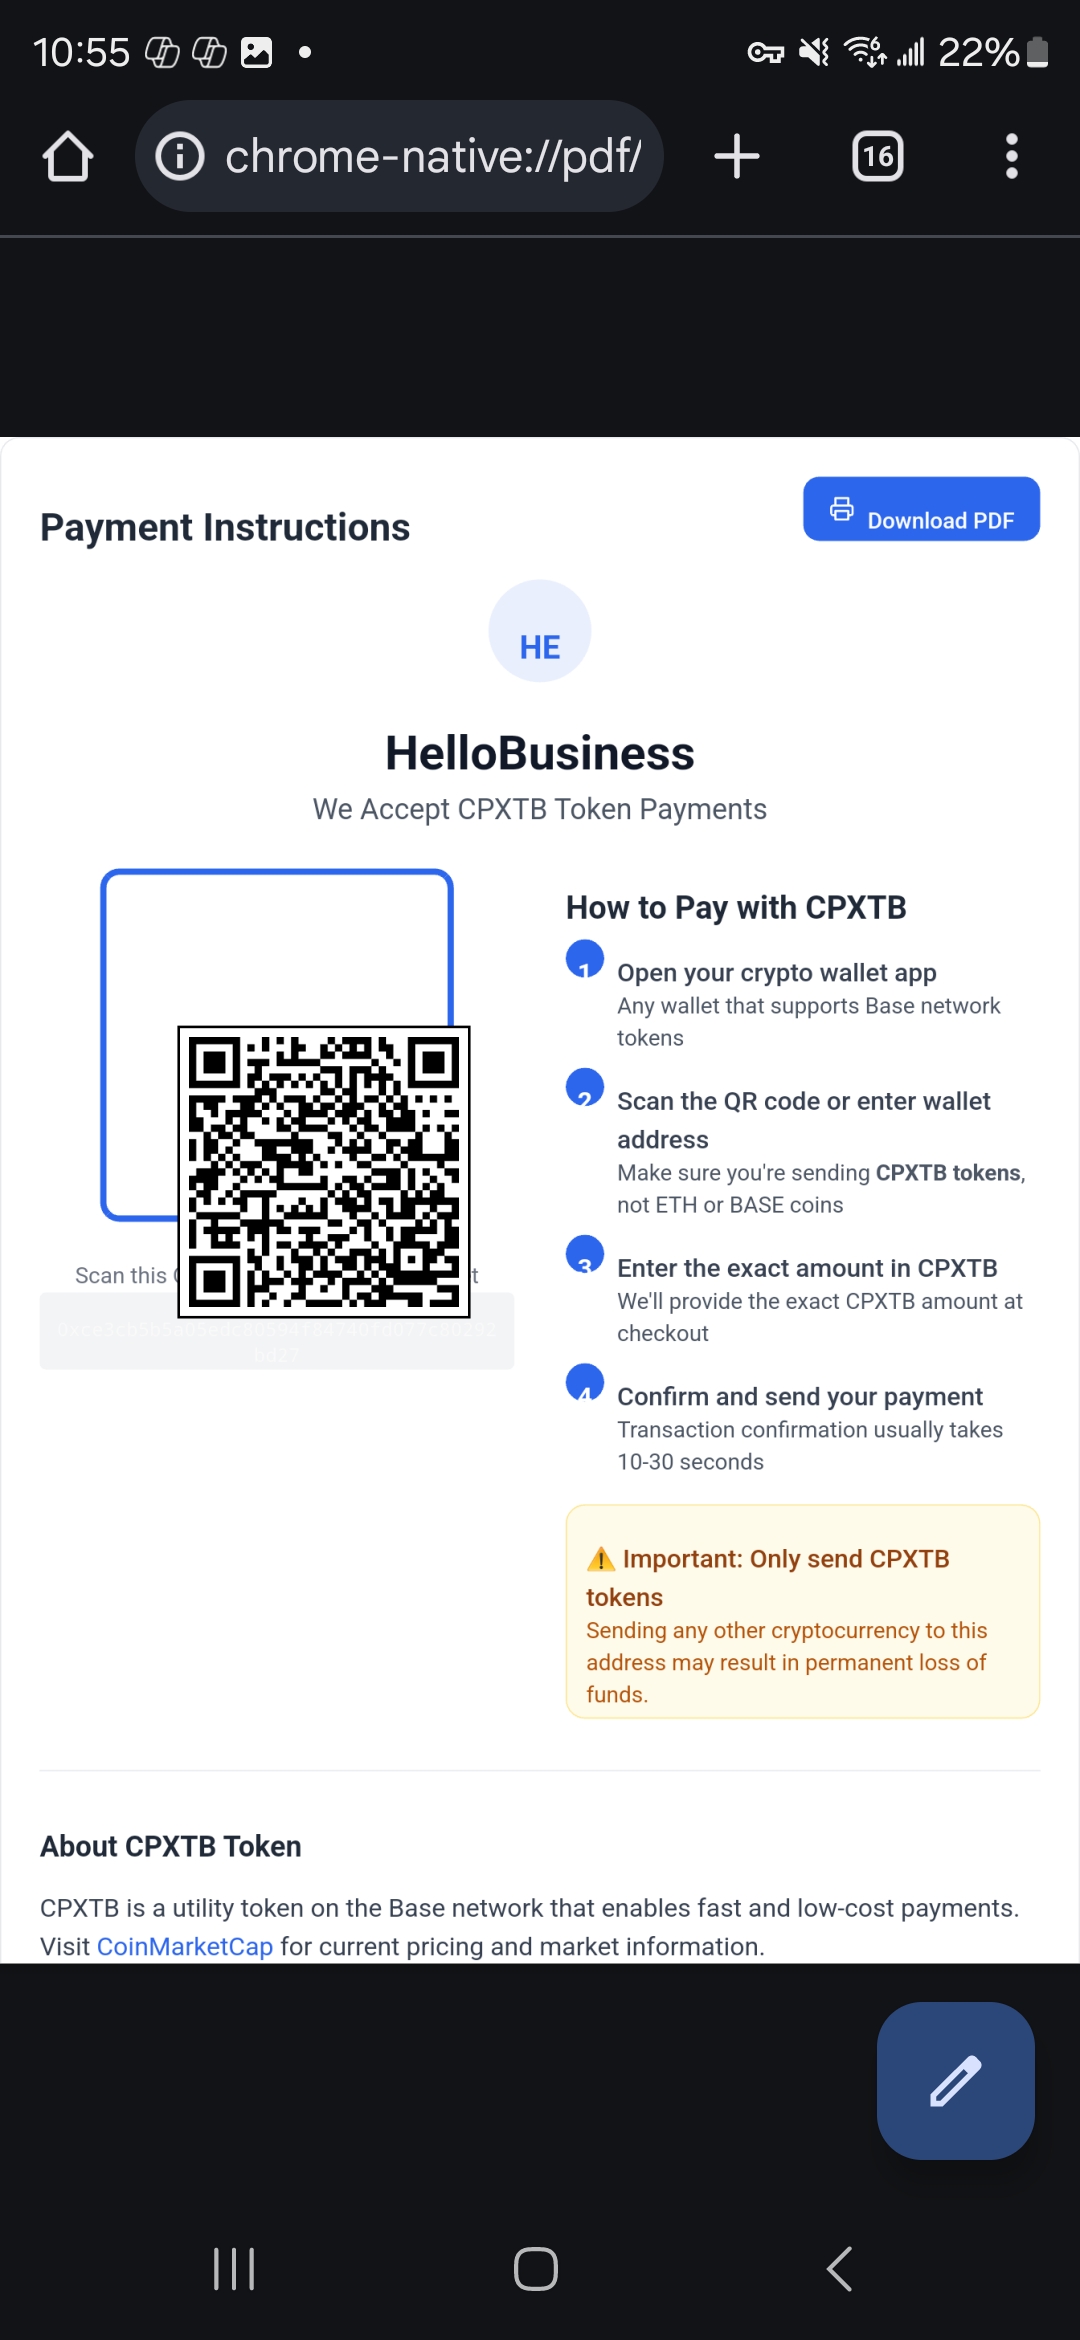 10:55
22%
chrome-native://pdf/
16
Payment Instructions
Download PDF
HE
HelloBusiness
We Accept CPXTB Token Payments
How to Pay with CPXTB
1
Open your crypto wallet app
Any wallet that supports Base network
tokens
2
Scan the QR code or enter wallet
address
Make sure you're sending CPXTB tokens,
not ETH or BASE coins
3
Enter the exact amount in CPXTB
We'll provide the exact CPXTB amount at
checkout
4
Confirm and send your payment
Transaction confirmation usually takes
10-30 seconds
Scan this
⚠️ Important: Only send CPXTB
tokens
Sending any other cryptocurrency to this
address may result in permanent loss of
funds.
About CPXTB Token
CPXTB is a utility token on the Base network that enables fast and low-cost payments.
Visit CoinMarketCap for current pricing and market information.